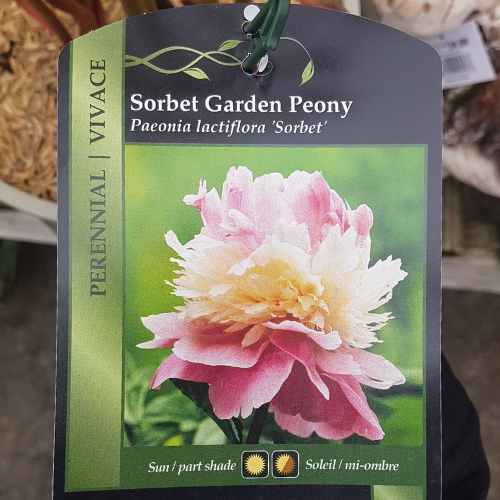 Sorbet Garden Peony
Paeonia lactiflora 'Sorbet'
PERENNIAL | VIVACE
Sun / part shade
Soleil / mi-ombre